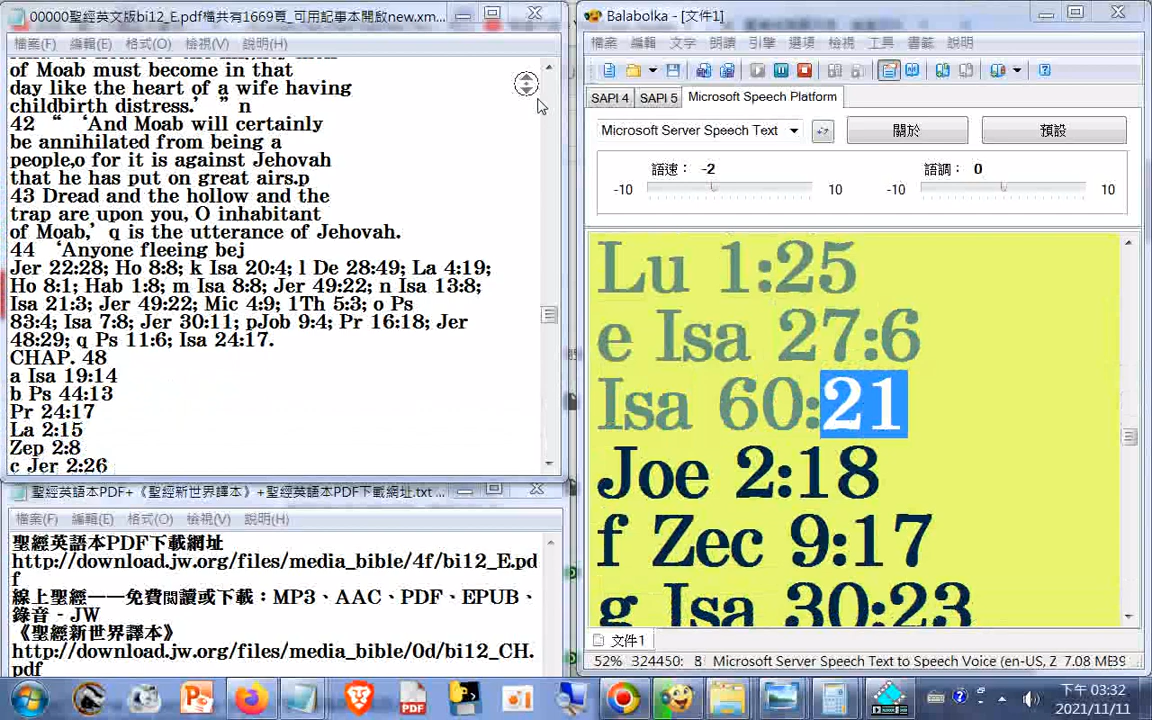 00000聖經英文版bi12_E.pdf檔共有1669頁_可用記事本開啟new.xm...
檔案(F) 編輯(E) 格式(O) 檢視(V) 說明(H)
of Moab must become in that
day like the heart of a wife having
childbirth distress.’ ”n
42 “ ‘And Moab will certainly
be annihilated from being a
people,o for it is against Jehovah
that he has put on great airs.p
43 Dread and the hollow and the
trap are upon you, O inhabitant
of Moab,’q is the utterance of Jehovah.
44 ‘Anyone fleeing bej
Jer 22:28; Ho 8:8; k Isa 20:4; l De 28:49; La 4:19;
Ho 8:1; Hab 1:8; m Isa 8:8; Jer 49:22; n Isa 13:8;
Isa 21:3; Jer 49:22; Mic 4:9; 1Th 5:3; o Ps
83:4; Isa 7:8; Jer 30:11; pJob 9:4; Pr 16:18; Jer
48:29; q Ps 11:6; Isa 24:17.
CHAP. 48
a Isa 19:14
b Ps 44:13
Pr 24:17
La 2:15
Zep 2:8
c Jer 2:26
聖經英語本PDF+《聖經新世界譯本》+聖經英語本PDF下載網址.txt ...
檔案(F) 編輯(E) 格式(O) 檢視(V) 說明(H)
聖經英語本PDF下載網址
http://download.jw.org/files/media_bible/4f/bi12_E.pd
f
線上聖經——免費閱讀或下載：MP3、AAC、PDF、EPUB、
錄音 - JW
《聖經新世界譯本》
http://download.jw.org/files/media_bible/0d/bi12_CH.
pdf
Balabolka - [文件1]
檔案 編輯 文字 朗讀 引擎 選項 檢視 工具 書籤 說明
SAPI 4 SAPI 5 Microsoft Speech Platform
Microsoft Server Speech Text 關於 預設
語速： -2 語調： 0
-10 10 -10 10
Lu 1:25
e Isa 27:6
Isa 60:21
Joe 2:18
f Zec 9:17
g Isa 30:23
文件1
52% 324450: 8 Microsoft Server Speech Text to Speech Voice (en-US, Z 7.08 MB
下午 03:32
2021/11/11